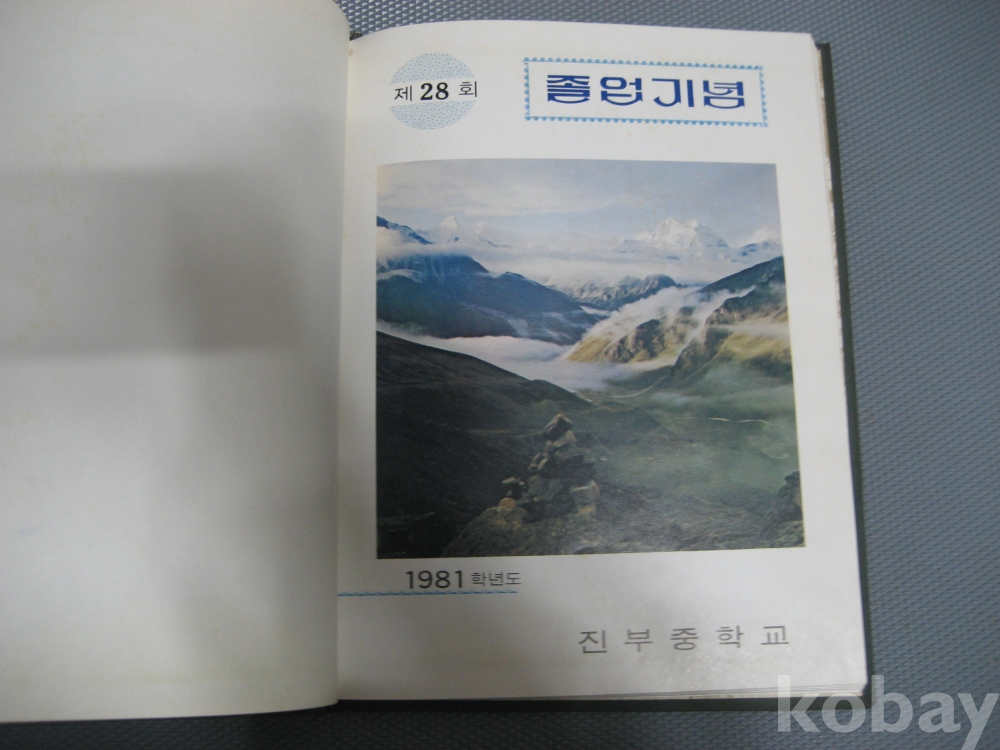 제 28 회
졸업기념
1981 학년도
진부중학교
kobay